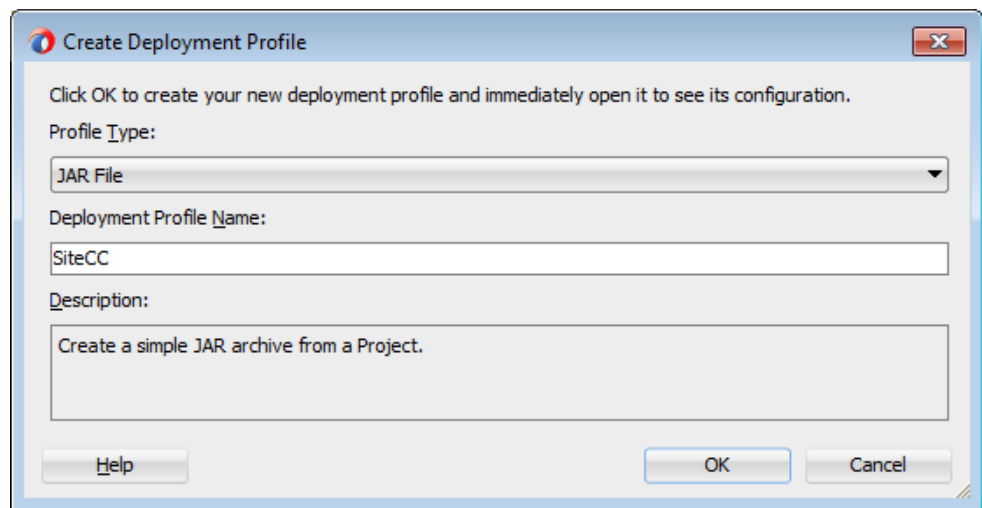 Create Deployment Profile
Click OK to create your new deployment profile and immediately open it to see its configuration.
Profile Type:
JAR File
Deployment Profile Name:
SiteCC
Description:
Create a simple JAR archive from a Project.
Help
OK
Cancel